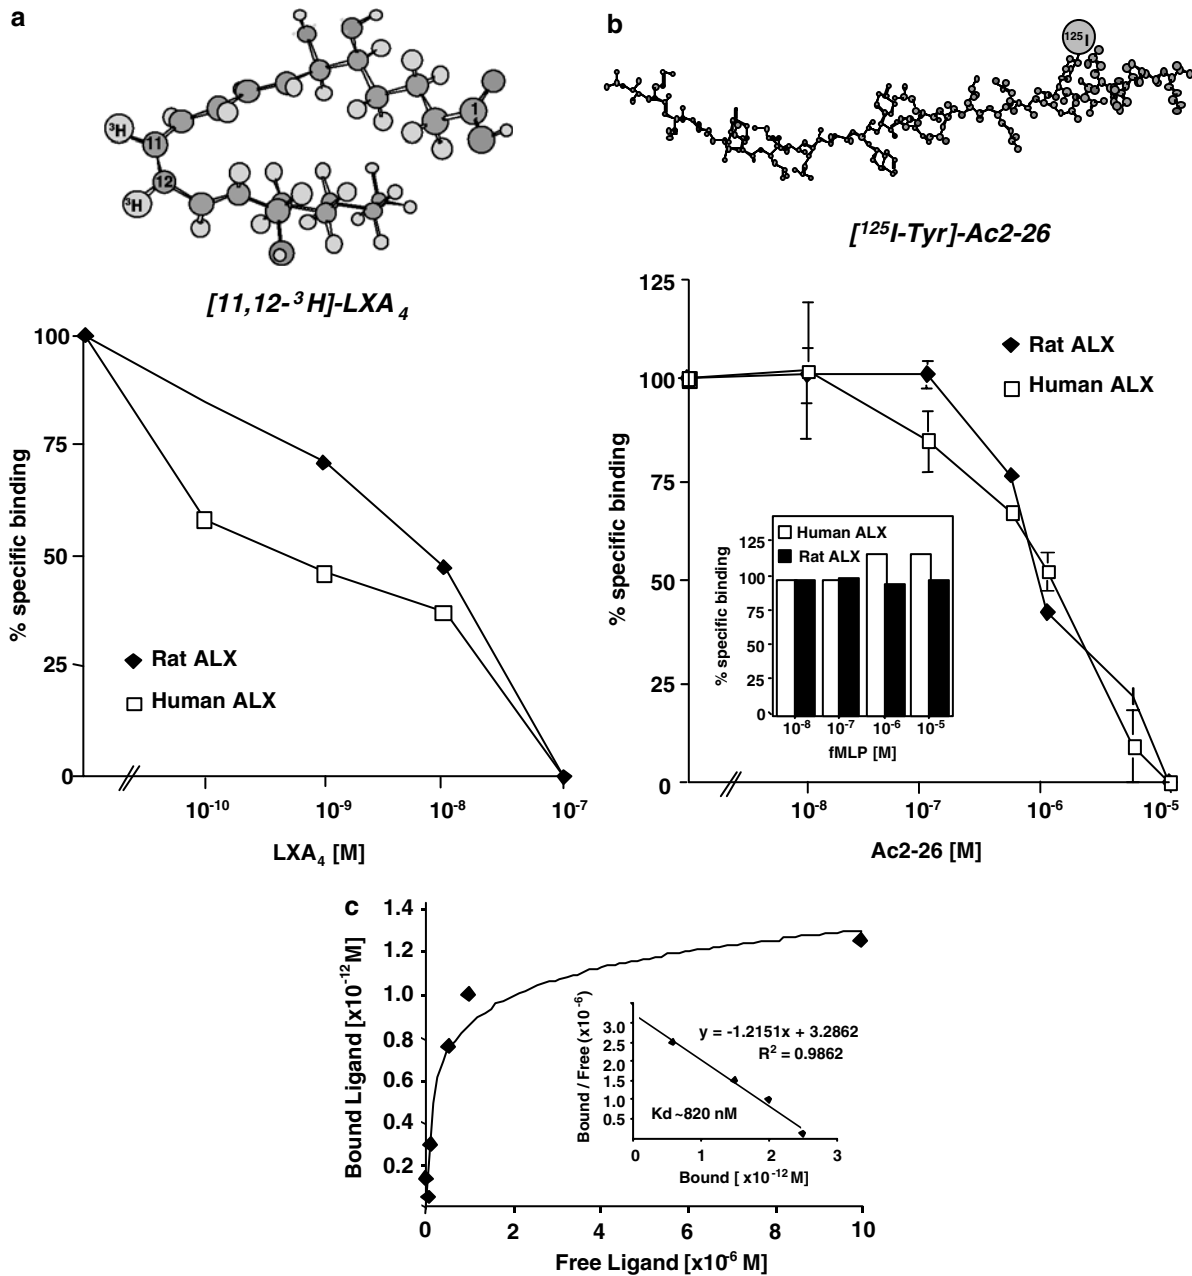 a
³H
11
12
³H
1
[11,12-³H]-LXA₄
100
75
50
25
0
% specific binding
Rat ALX
Human ALX
10⁻¹⁰
10⁻⁹
10⁻⁸
10⁻⁷
LXA₄ [M]
b
¹²⁵I
[¹²⁵I-Tyr]-Ac2-26
125
100
75
50
25
0
% specific binding
Rat ALX
Human ALX
Human ALX
Rat ALX
125
100
75
50
25
0
% specific binding
10⁻⁸ 10⁻⁷ 10⁻⁶ 10⁻⁵
fMLP [M]
10⁻⁸
10⁻⁷
10⁻⁶
10⁻⁵
Ac2-26 [M]
c
1.4
1.2
1.0
0.8
0.6
0.4
0.2
Bound Ligand [x10⁻¹²M]
0 2 4 6 8 10
Free Ligand [x10⁻⁶ M]
3.0
2.5
2.0
1.5
1.0
0.5
Bound / Free (x10⁻⁶)
y = -1.2151x + 3.2862
R² = 0.9862
Kd ~820 nM
0 1 2 3
Bound [ x10⁻¹² M]